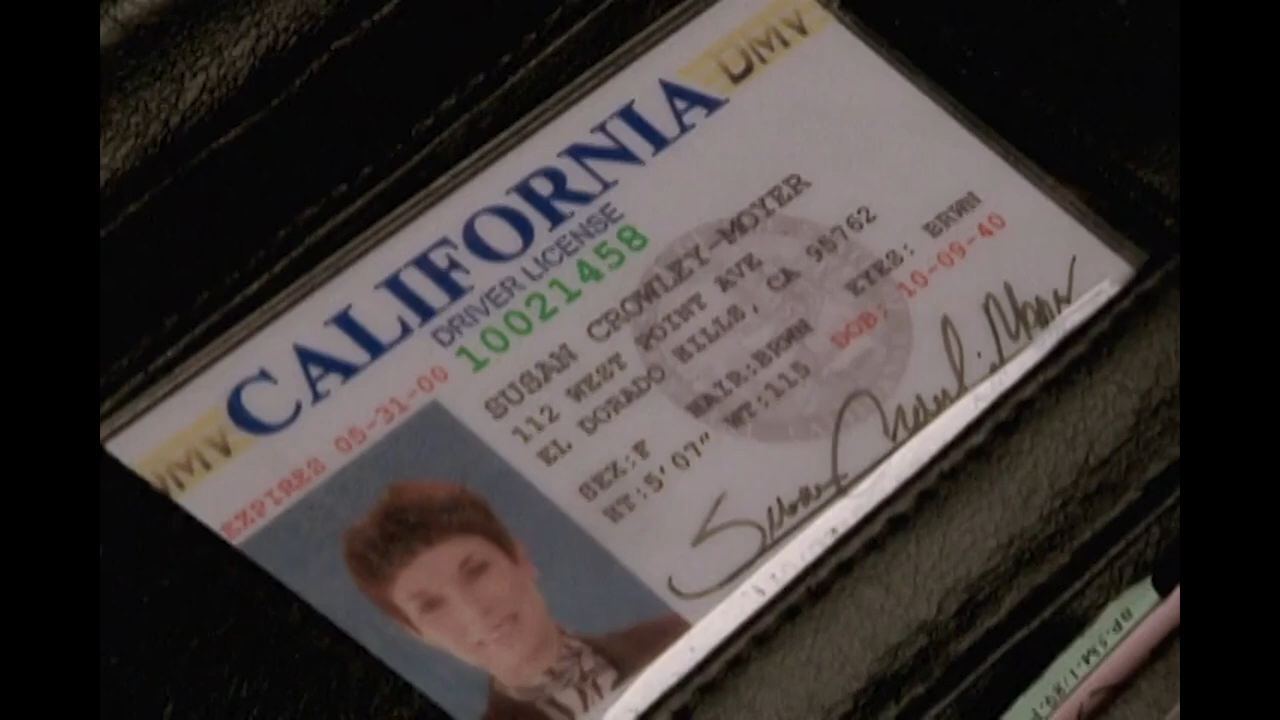 DMV
CALIFORNIA
DMV
DRIVER LICENSE
EXPIRES 05-31-00
10021458
SUSAN CROWLEY-MOYER
112 WEST POINT AVE
EL DORADO HILLS, CA 95762
SEX:F HAIR:BRWN EYES: BRWN
HT:5'07" WT:115 DOB: 10-09-40